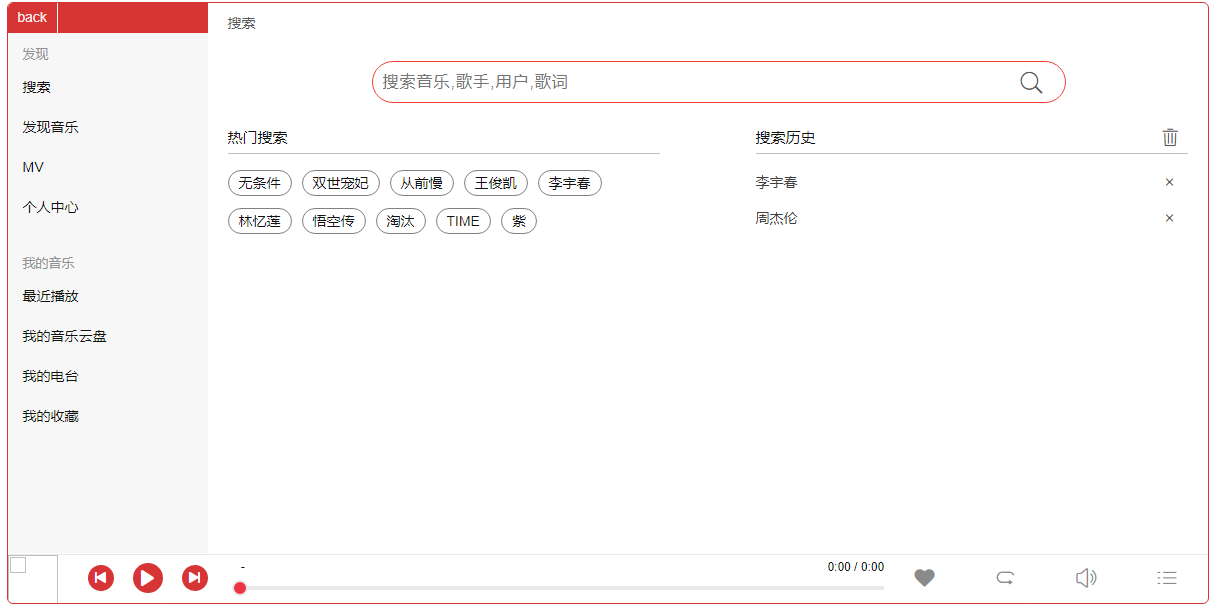 back
搜索
发现
搜索
发现音乐
MV
个人中心
我的音乐
最近播放
我的音乐云盘
我的电台
我的收藏
搜索音乐,歌手,用户,歌词
热门搜索
无条件 双世宠妃 从前慢 王俊凯 李宇春
林忆莲 悟空传 淘汰 TIME 紫
搜索历史
李宇春 ×
周杰伦 ×
-
0:00 / 0:00